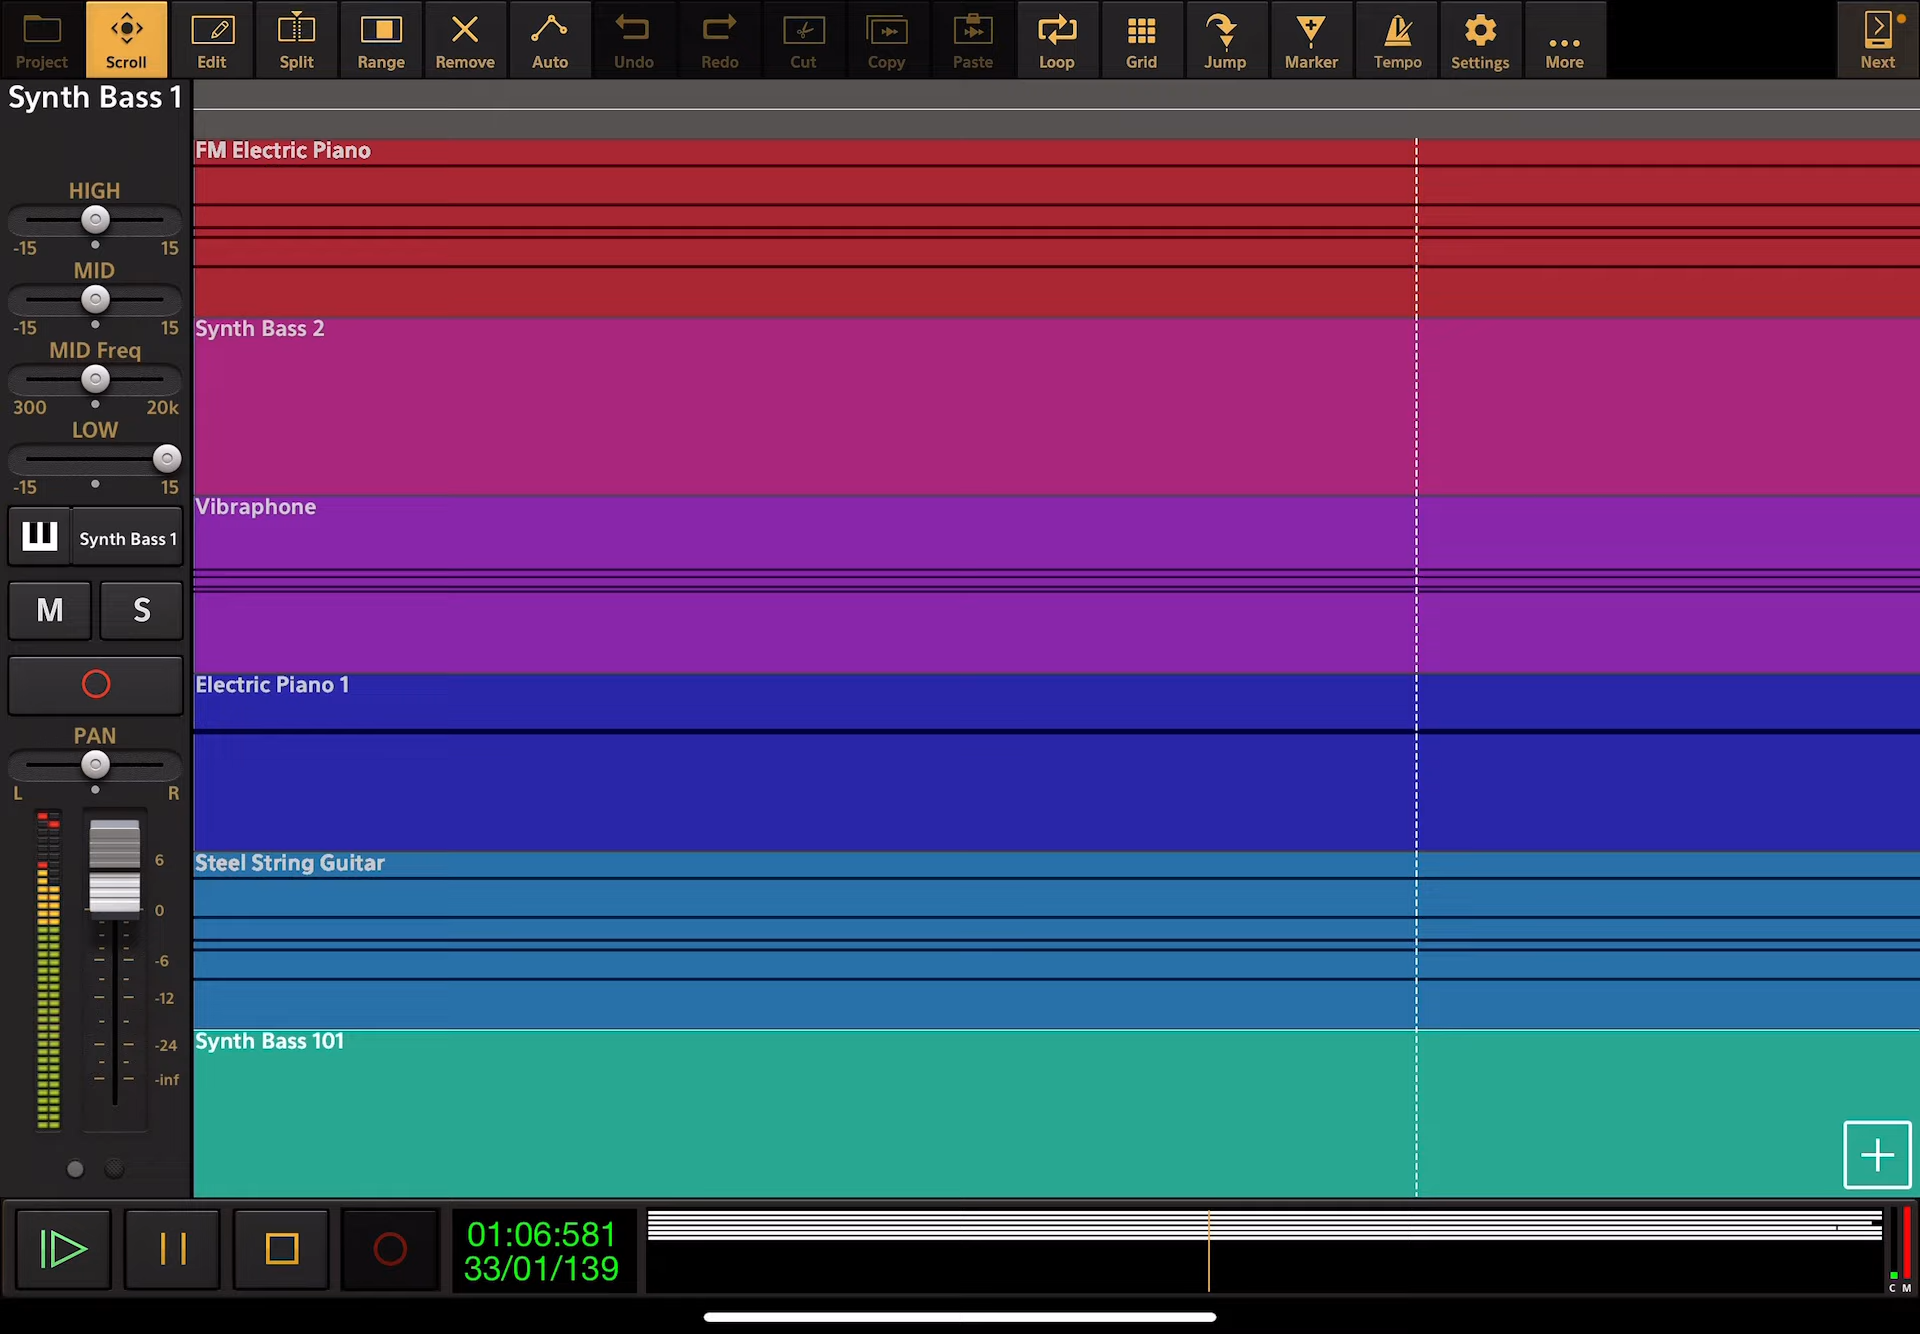 Project Scroll Edit Split Range Remove Auto Undo Redo Cut Copy Paste Loop Grid Jump Marker Tempo Settings More Next
Synth Bass 1
HIGH
-15 15
MID
-15 15
MID Freq
300 20k
LOW
-15 15
Synth Bass 1
M S
PAN
L R
6
0
-6
-12
-24
-inf
FM Electric Piano
Synth Bass 2
Vibraphone
Electric Piano 1
Steel String Guitar
Synth Bass 101
01:06:581
33/01/139
C M